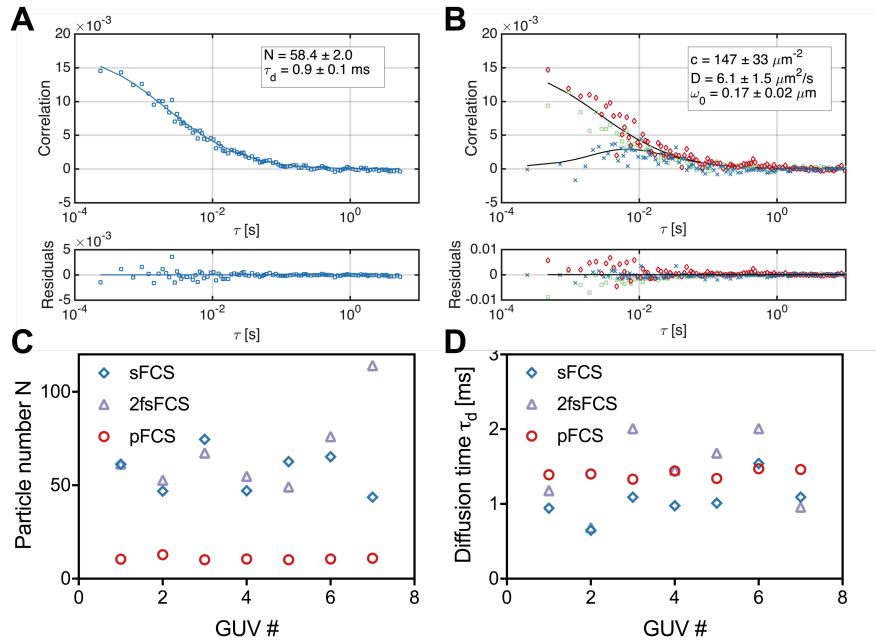 A
×10⁻³
20
15
10
5
0
-5
Correlation
N = 58.4 ± 2.0
τd = 0.9 ± 0.1 ms
10⁻⁴
10⁻²
10⁰
τ [s]
×10⁻³
5
0
-5
Residuals
10⁻⁴
10⁻²
10⁰
τ [s]
B
×10⁻³
20
15
10
5
0
-5
Correlation
c = 147 ± 33 μm⁻²
D = 6.1 ± 1.5 μm²/s
ω₀ = 0.17 ± 0.02 μm
10⁻⁴
10⁻²
10⁰
τ [s]
0.01
0
-0.01
Residuals
10⁻⁴
10⁻²
10⁰
τ [s]
C
100
50
0
Particle number N
sFCS
2fsFCS
pFCS
0
2
4
6
8
GUV #
D
3
2
1
0
Diffusion time τd [ms]
sFCS
2fsFCS
pFCS
0
2
4
6
8
GUV #